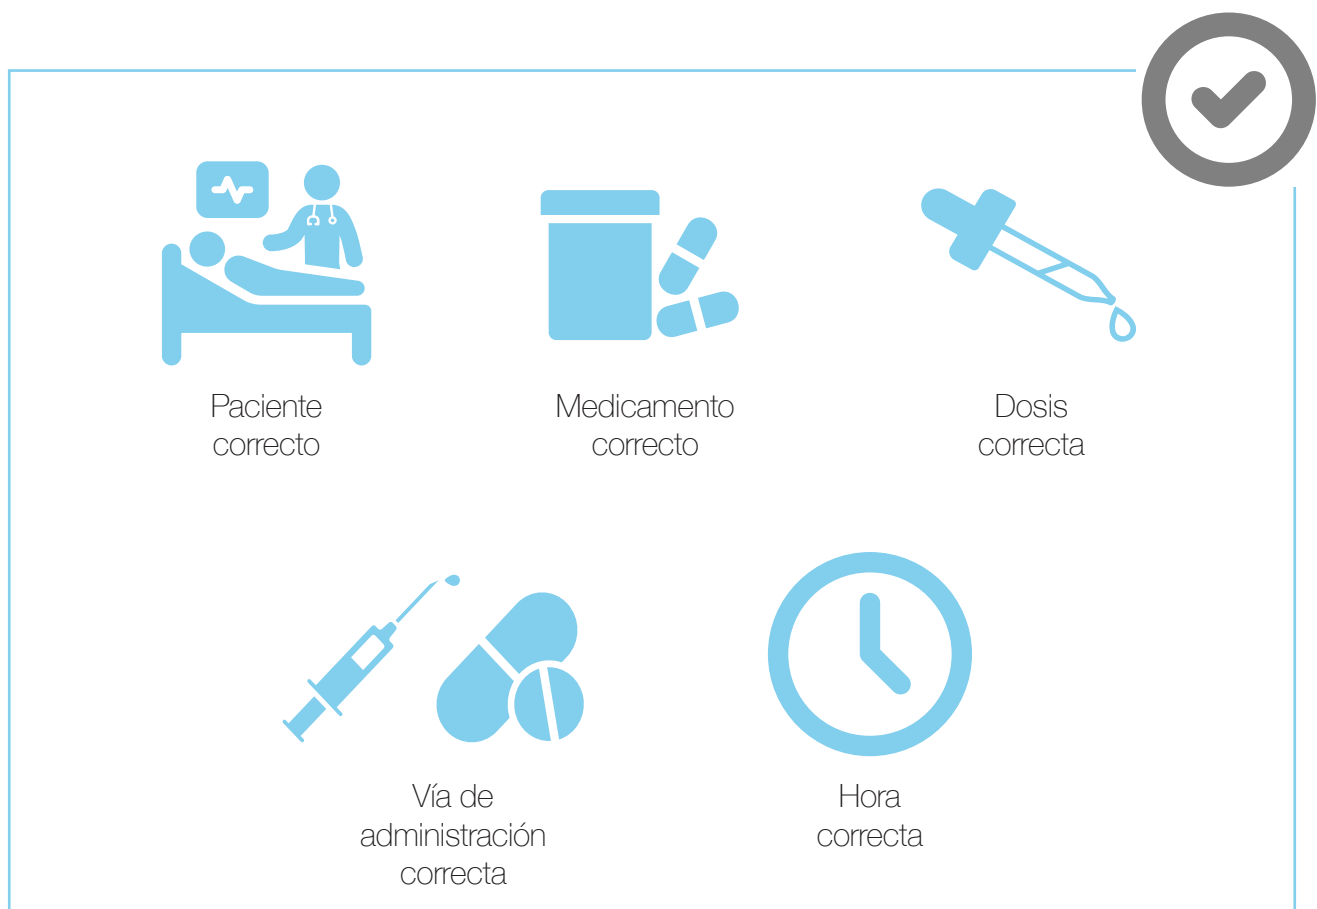 Paciente
correcto
Medicamento
correcto
Dosis
correcta
Vía de
administración
correcta
Hora
correcta